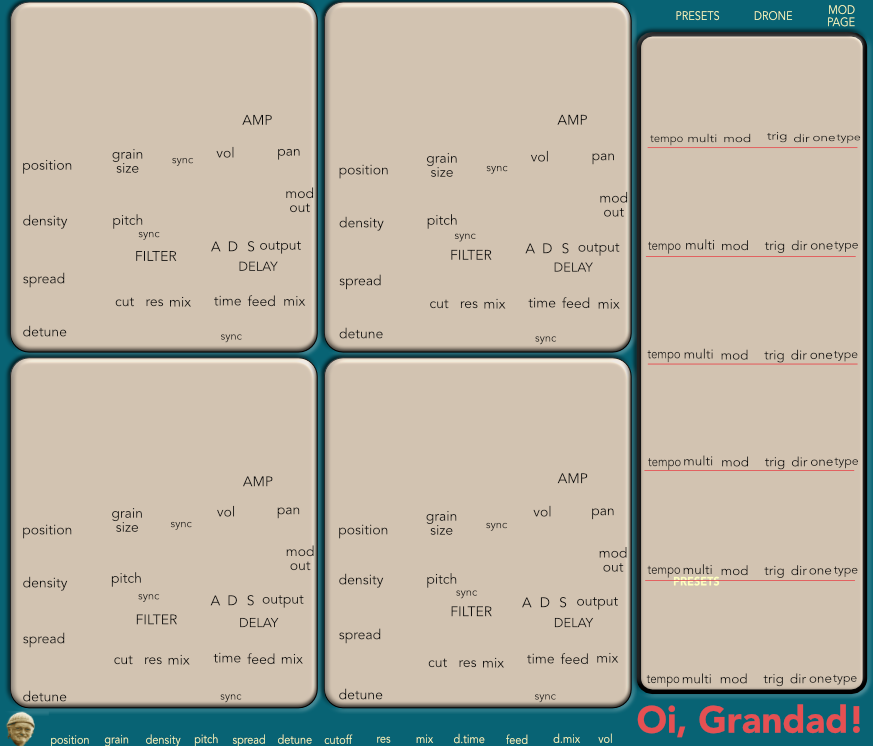 PRESETS DRONE MOD
PAGE
AMP
grain
size
sync
vol pan
position
mod
out
density
pitch
sync
A D S output
FILTER
DELAY
spread
cut res mix time feed mix
detune
sync
AMP
grain
size
sync
vol pan
position
mod
out
density
pitch
sync
A D S output
FILTER
DELAY
spread
cut res mix time feed mix
detune
sync
tempo multi mod trig dir one type
tempo multi mod trig dir one type
tempo multi mod trig dir one type
tempo multi mod trig dir one type
tempo multi mod trig dir one type
PRESETS
tempo multi mod trig dir one type
AMP
grain
size
sync
vol pan
position
mod
out
density
pitch
sync
A D S output
FILTER
DELAY
spread
cut res mix time feed mix
detune
sync
AMP
grain
size
sync
vol pan
position
mod
out
density
pitch
sync
A D S output
FILTER
DELAY
spread
cut res mix time feed mix
detune
sync
Oi, Grandad!
position grain density pitch spread detune cutoff res mix d.time feed d.mix vol